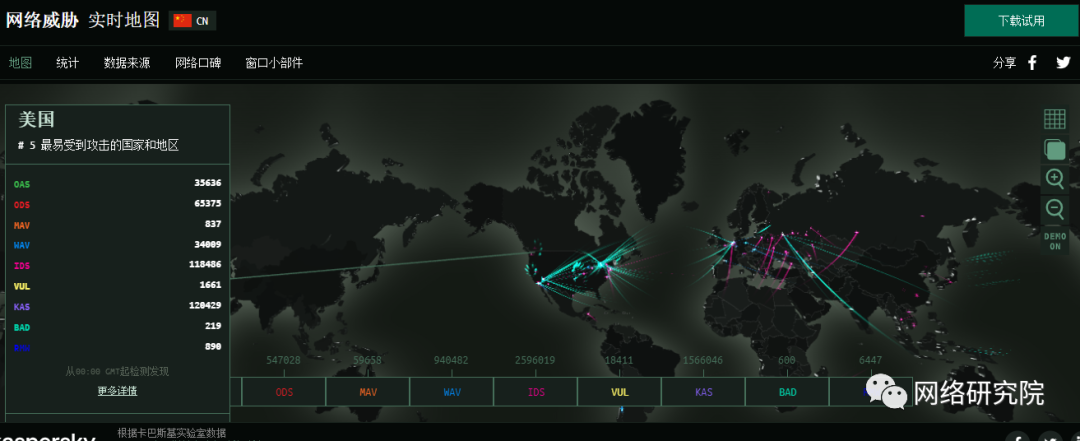 网络威胁 实时地图 CN 下载试用
地图 统计 数据来源 网络口碑 窗口小部件 分享
美国
# 5 最易受到攻击的国家和地区
OAS 35636
ODS 65375
MAV 837
WAV 34009
IDS 118486
VUL 1661
KAS 120429
BAD 219
890
从00:00 GMT起检测发现
更多详情
DEMO
ON
547028 59658 940482 2596019 18411 1566046 600 6447
ODS MAV WAV IDS VUL KAS BAD
网络研究院
根据卡巴斯基实验室数据